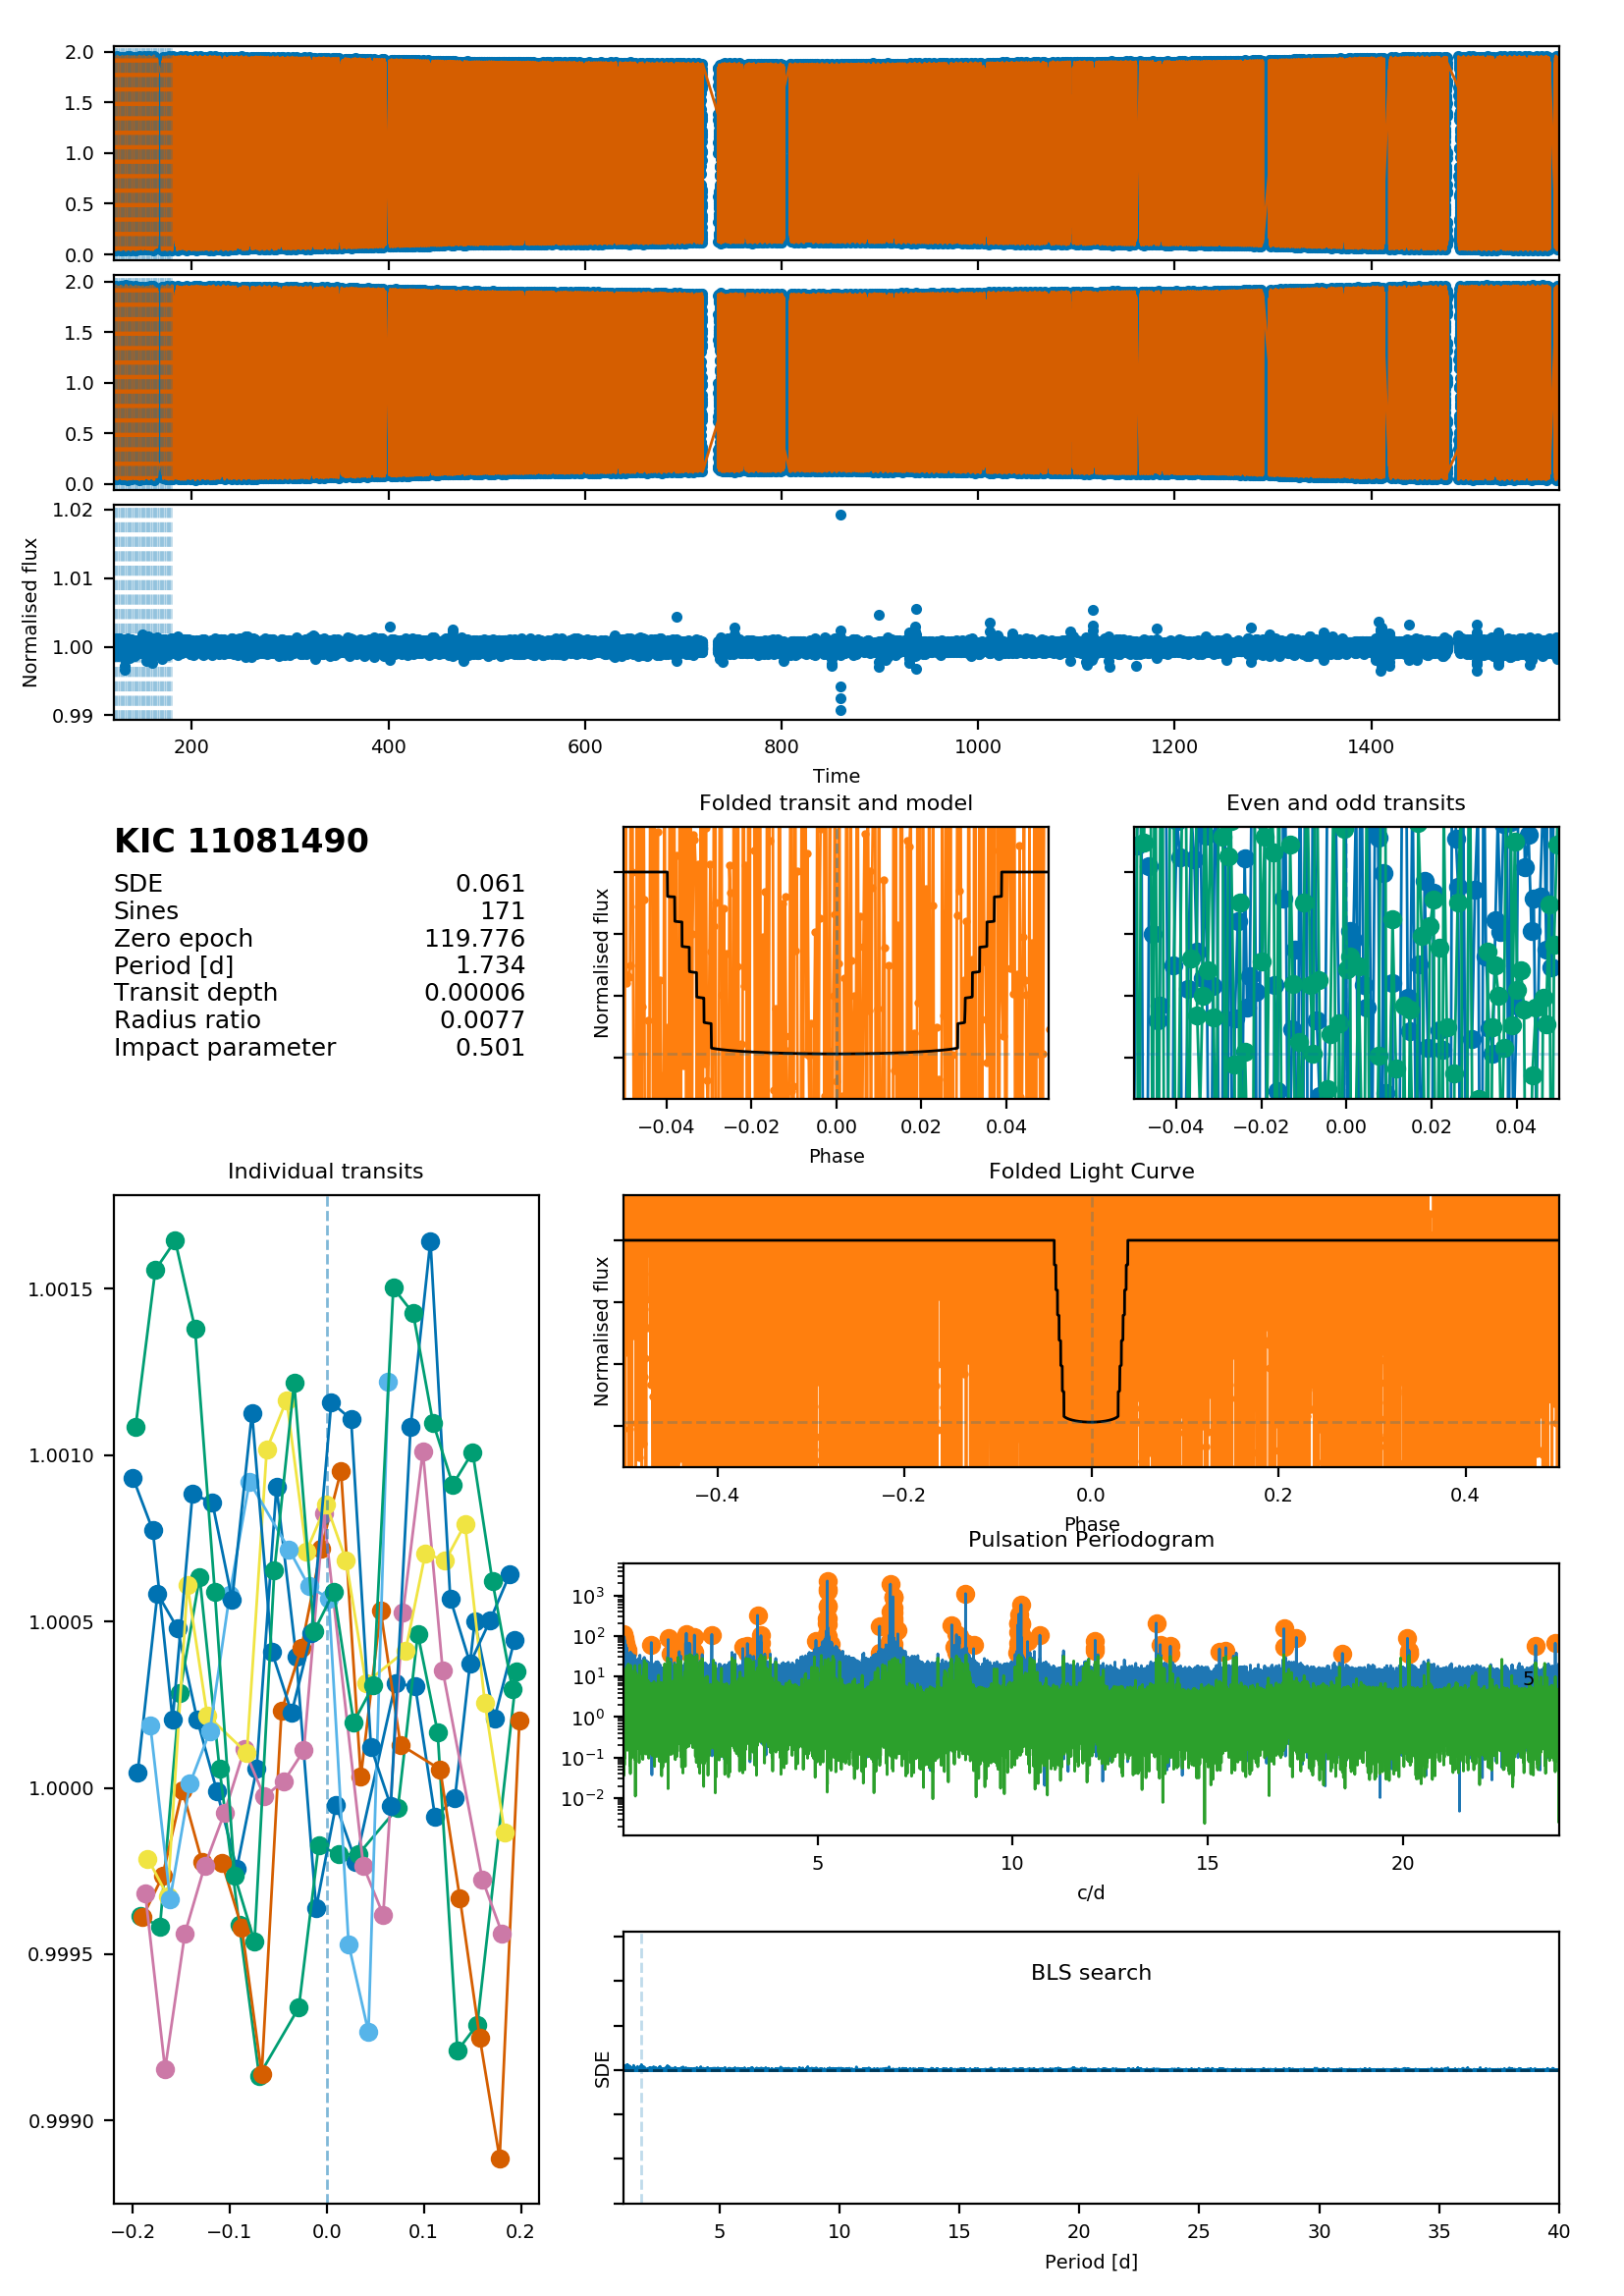 2.0
1.5
1.0
0.5
0.0
2.0
1.5
1.0
0.5
0.0
Normalised flux
1.02
1.01
1.00
0.99
200 400 600 800 1000 1200 1400
Time
KIC 11081490
SDE 0.061
Sines 171
Zero epoch 119.776
Period [d] 1.734
Transit depth 0.00006
Radius ratio 0.0077
Impact parameter 0.501
Folded transit and model
Normalised flux
−0.04 −0.02 0.00 0.02 0.04
Phase
Even and odd transits
−0.04 −0.02 0.00 0.02 0.04
Individual transits
1.0015
1.0010
1.0005
1.0000
0.9995
0.9990
−0.2 −0.1 0.0 0.1 0.2
Folded Light Curve
Normalised flux
−0.4 −0.2 0.0 0.2 0.4
Phase
Pulsation Periodogram
10³
10²
10¹
10⁰
10⁻¹
10⁻²
5
5 10 15 20
c/d
BLS search
SDE
5 10 15 20 25 30 35 40
Period [d]